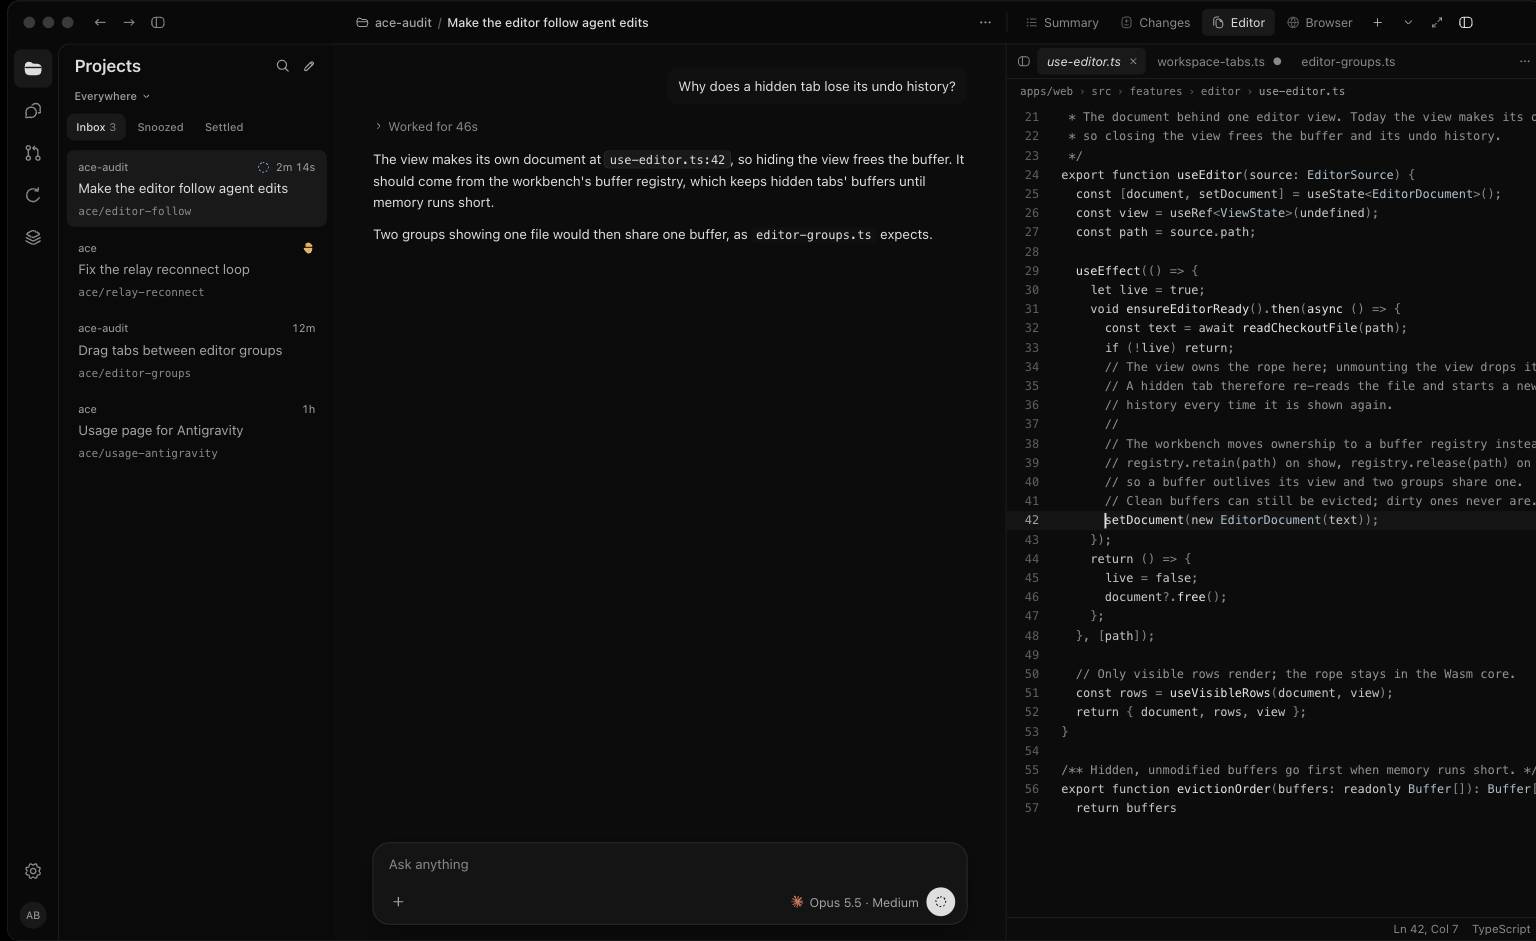 ace-audit / Make the editor follow agent edits
Summary
Changes
Editor
Browser
Projects
Everywhere
Inbox 3
Snoozed
Settled
ace-audit
2m 14s
Make the editor follow agent edits
ace/editor-follow
ace
Fix the relay reconnect loop
ace/relay-reconnect
ace-audit
12m
Drag tabs between editor groups
ace/editor-groups
ace
1h
Usage page for Antigravity
ace/usage-antigravity
AB
Why does a hidden tab lose its undo history?
Worked for 46s
The view makes its own document at use-editor.ts:42, so hiding the view frees the buffer. It
should come from the workbench's buffer registry, which keeps hidden tabs' buffers until
memory runs short.
Two groups showing one file would then share one buffer, as editor-groups.ts expects.
Ask anything
Opus 5.5 · Medium
use-editor.ts
workspace-tabs.ts
editor-groups.ts
apps/web › src › features › editor › use-editor.ts
21 * The document behind one editor view. Today the view makes its o
22 * so closing the view frees the buffer and its undo history.
23 */
24 export function useEditor(source: EditorSource) {
25 const [document, setDocument] = useState<EditorDocument>();
26 const view = useRef<ViewState>(undefined);
27 const path = source.path;
28
29 useEffect(() => {
30 let live = true;
31 void ensureEditorReady().then(async () => {
32 const text = await readCheckoutFile(path);
33 if (!live) return;
34 // The view owns the rope here; unmounting the view drops it
35 // A hidden tab therefore re-reads the file and starts a new
36 // history every time it is shown again.
37 //
38 // The workbench moves ownership to a buffer registry instea
39 // registry.retain(path) on show, registry.release(path) on
40 // so a buffer outlives its view and two groups share one.
41 // Clean buffers can still be evicted; dirty ones never are.
42 setDocument(new EditorDocument(text));
43 });
44 return () => {
45 live = false;
46 document?.free();
47 };
48 }, [path]);
49
50 // Only visible rows render; the rope stays in the Wasm core.
51 const rows = useVisibleRows(document, view);
52 return { document, rows, view };
53 }
54
55 /** Hidden, unmodified buffers go first when memory runs short. */
56 export function evictionOrder(buffers: readonly Buffer[]): Buffer[
57 return buffers
Ln 42, Col 7
TypeScript